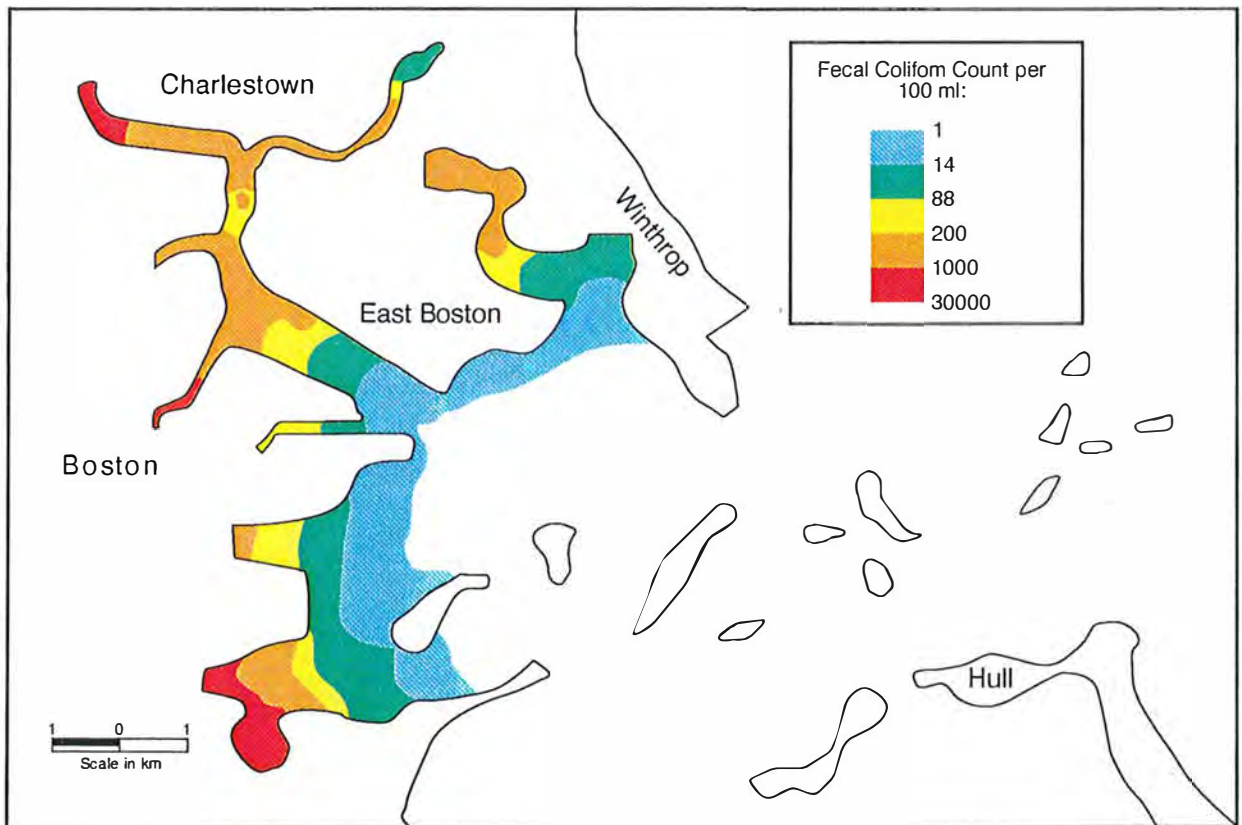 Charlestown
Fecal Colifom Count per
100 ml:
1
14
88
200
1000
30000
Winthrop
East Boston
Boston
Hull
1 0 1
Scale in km